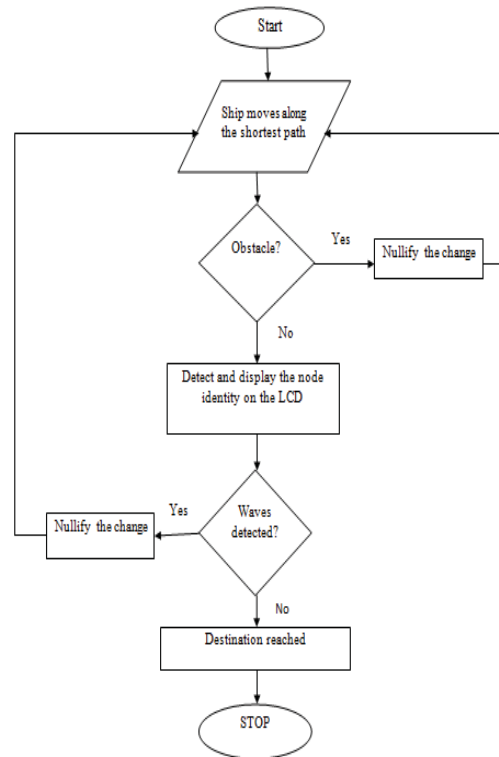 Start
Ship moves along
the shortest path
Obstacle?
Yes
Nullify the change
No
Detect and display the node
identity on the LCD
Waves
detected?
Yes
Nullify the change
No
Destination reached
STOP